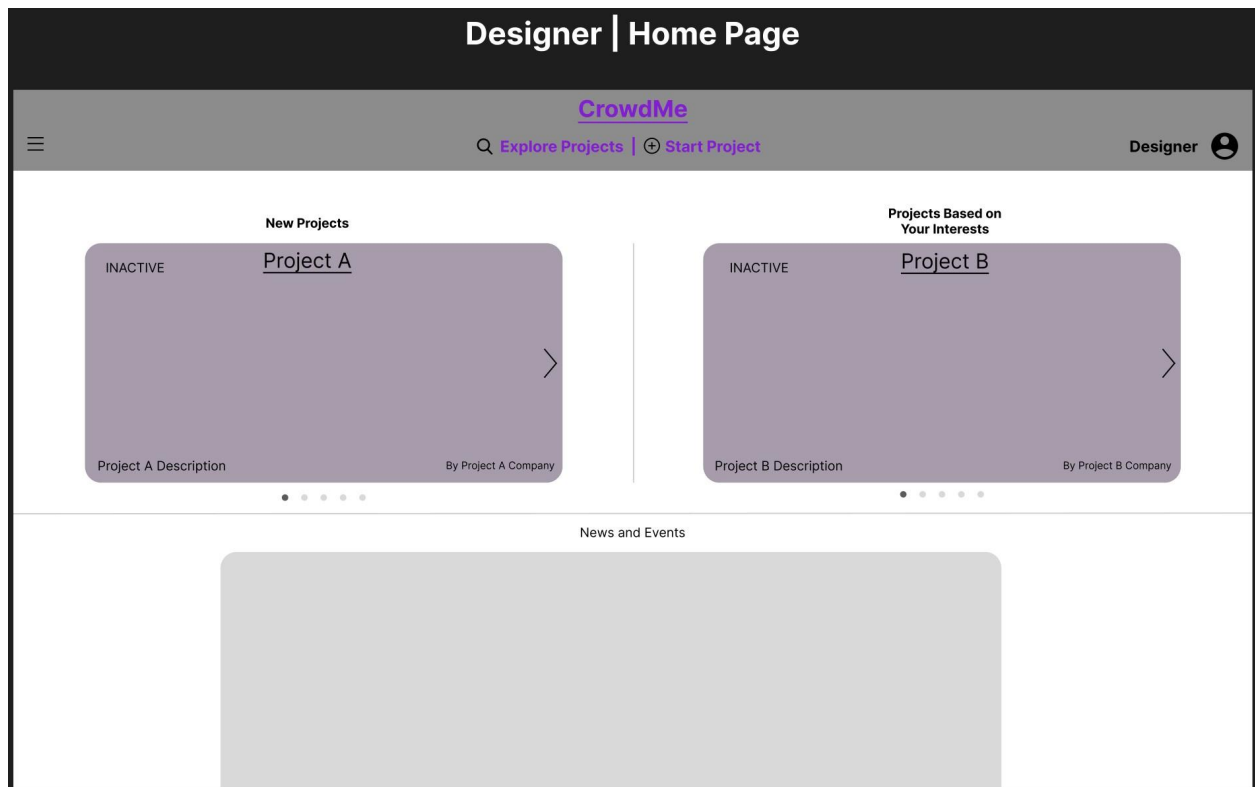 Designer | Home Page
CrowdMe
Explore Projects | Start Project
Designer
New Projects
INACTIVE
Project A
Project A Description
By Project A Company
Projects Based on
Your Interests
INACTIVE
Project B
Project B Description
By Project B Company
News and Events